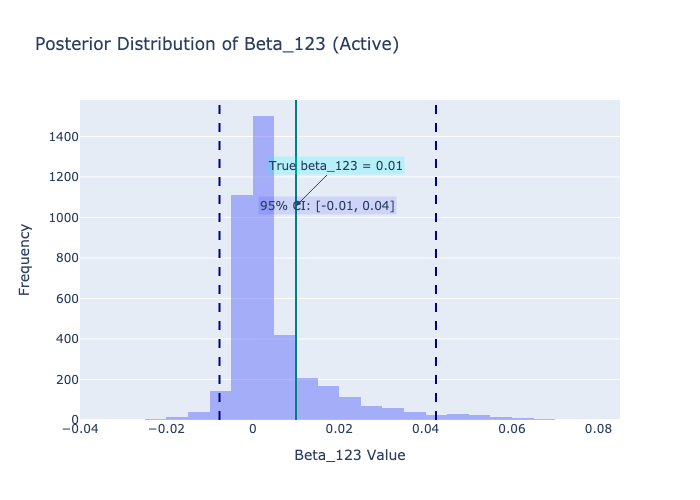 Posterior Distribution of Beta_123 (Active)
1400
True beta_123 = 0.01
1200
95% CI: [-0.01, 0.04]
1000
Frequency
800
600
400
200
0
−0.04 −0.02 0 0.02 0.04 0.06 0.08
Beta_123 Value